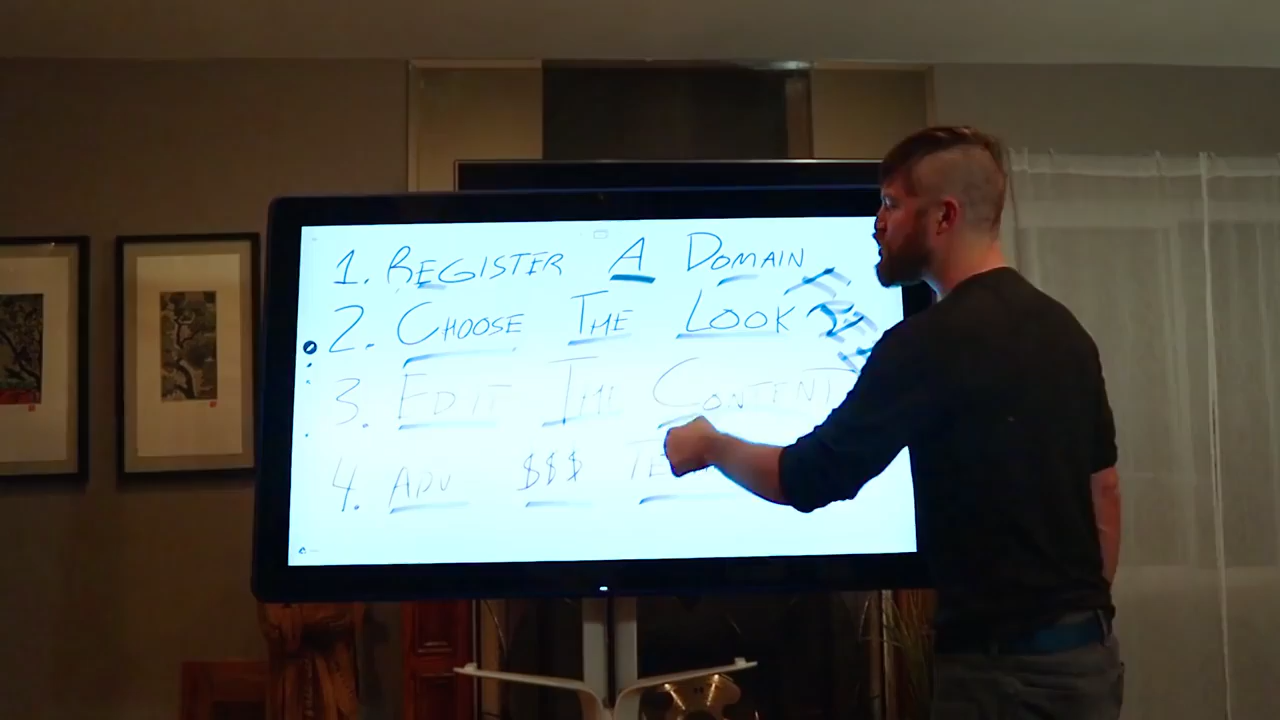 1. REGISTER A DOMAIN
2. CHOOSE THE LOOK
3. EDIT THE CONTENT
4. ADD $$$